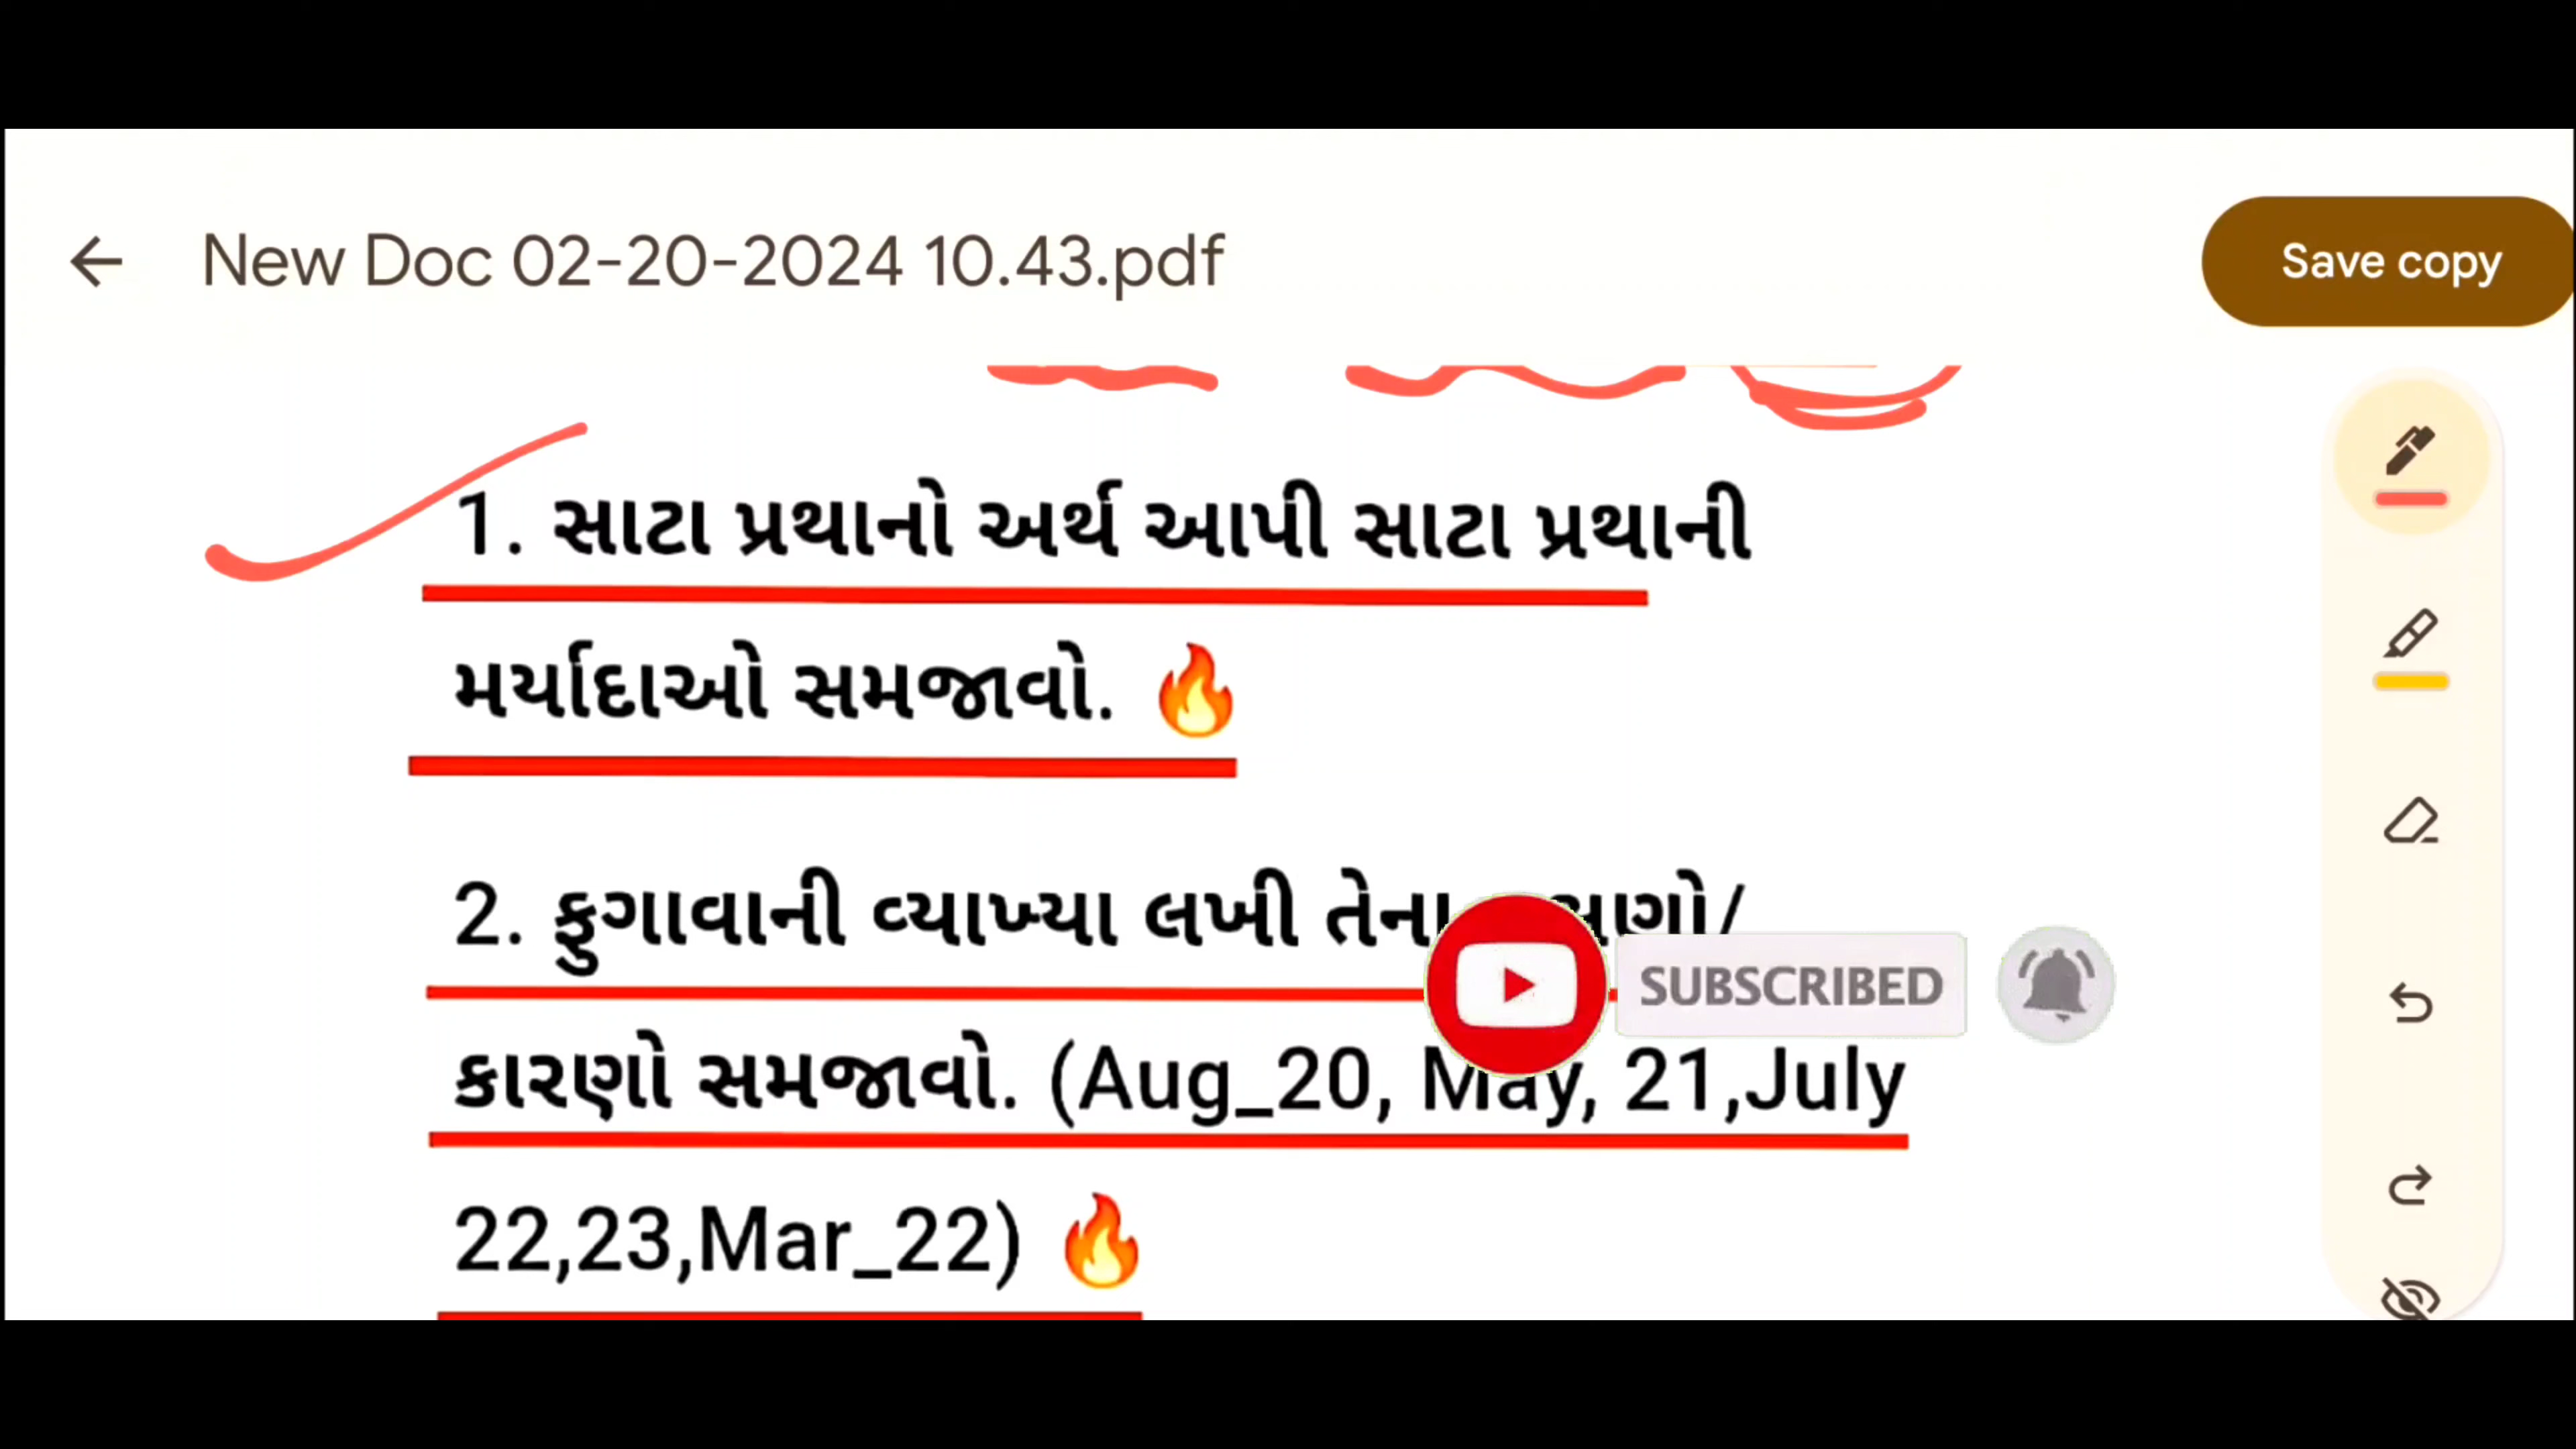 New Doc 02-20-2024 10.43.pdf
Save copy
1. સાટા પ્રથાનો અર્થ આપી સાટા પ્રથાની
મર્યાદાઓ સમજાવો. 🔥
2. ફુગાવાની વ્યાખ્યા લખી તેના
SUBSCRIBED
કારણો સમજાવો. (Aug_20, May, 21,July
22,23,Mar_22) 🔥